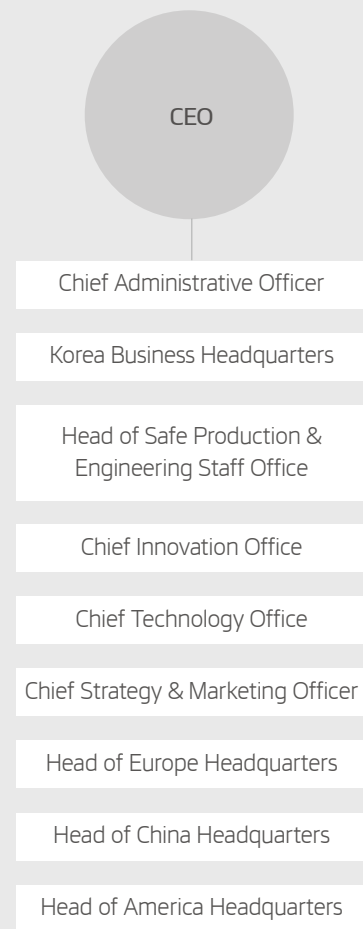 CEO
Chief Administrative Officer
Korea Business Headquarters
Head of Safe Production &
Engineering Staff Office
Chief Innovation Office
Chief Technology Office
Chief Strategy & Marketing Officer
Head of Europe Headquarters
Head of China Headquarters
Head of America Headquarters